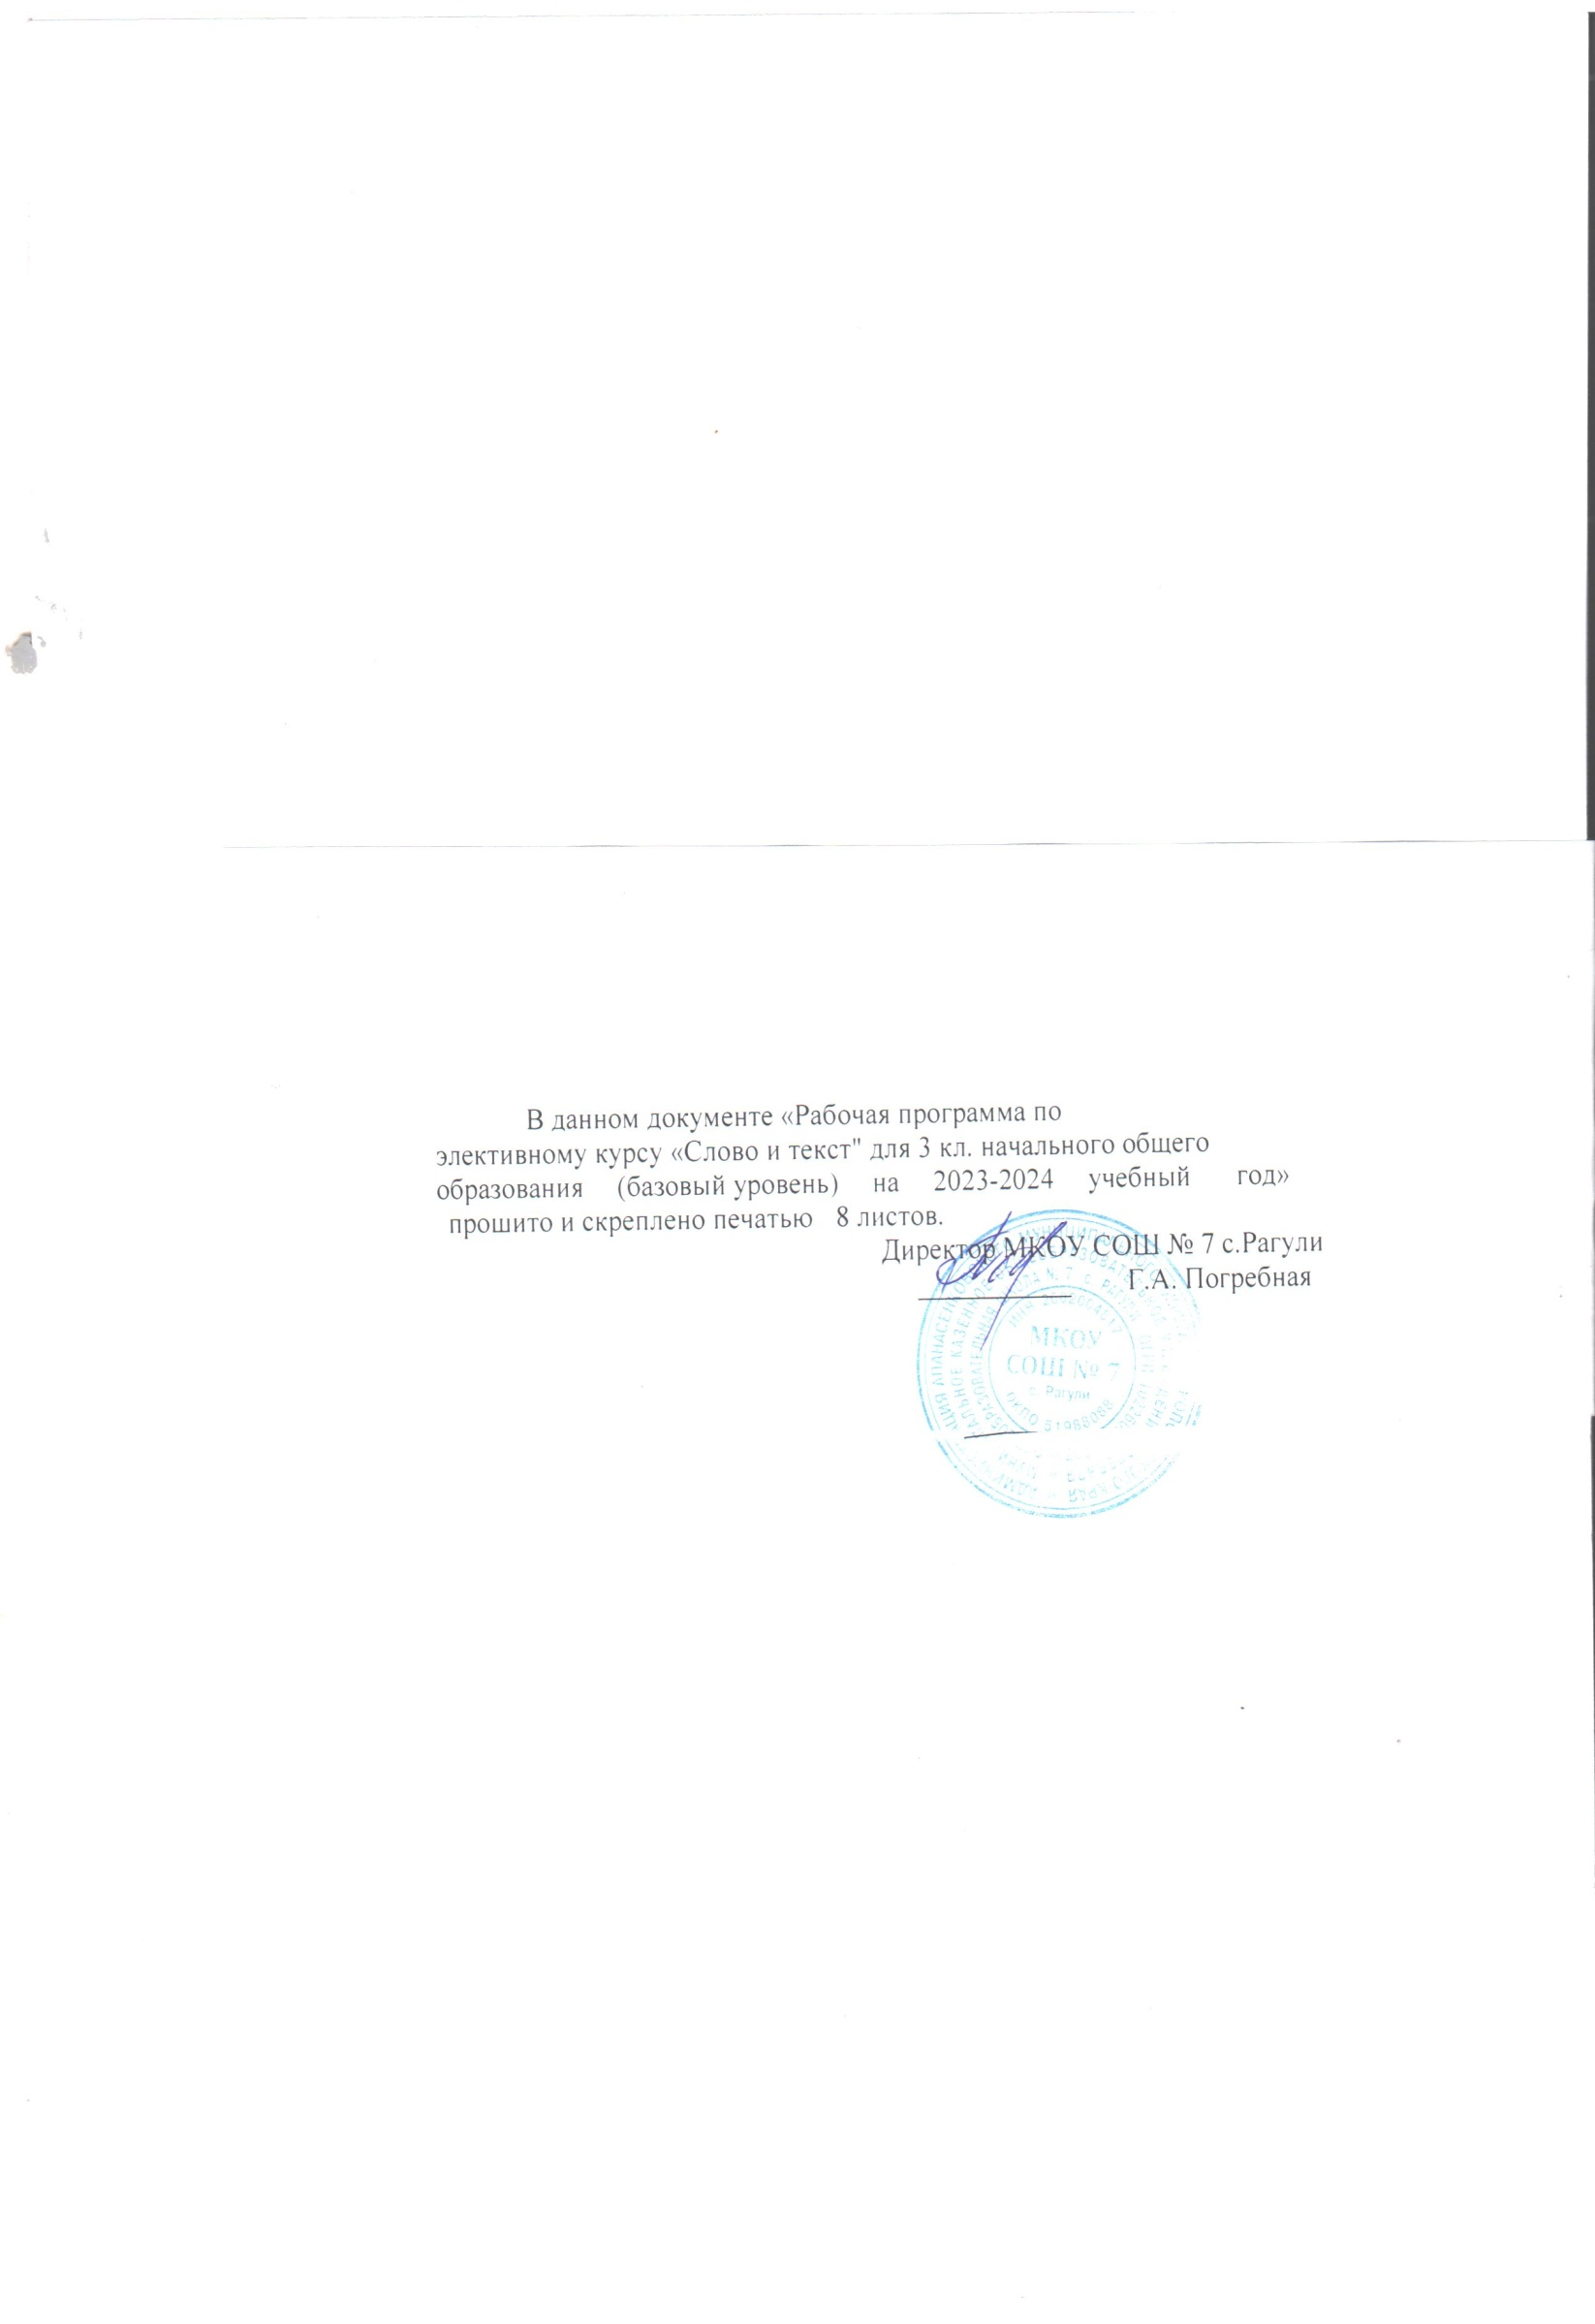 В данном документе «Рабочая программа по
элективному курсу «Слово и текст" для 3 кл. начального общего
образования (базовый уровень) на 2023-2024 учебный год»
прошито и скреплено печатью 8 листов.
Директор МКОУ СОШ № 7 с.Рагули
Г.А. Погребная
МКОУ
СОШ № 7
с. Рагули
ОКПО